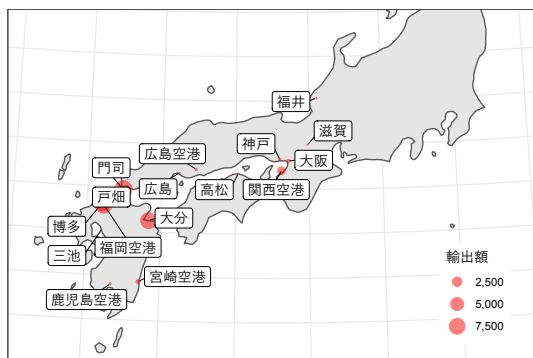 福井
滋賀
神戸
広島空港
大阪
門司
広島
高松
関西空港
戸畑
大分
博多
福岡空港
三池
宮崎空港
鹿児島空港
輸出額
2,500
5,000
7,500